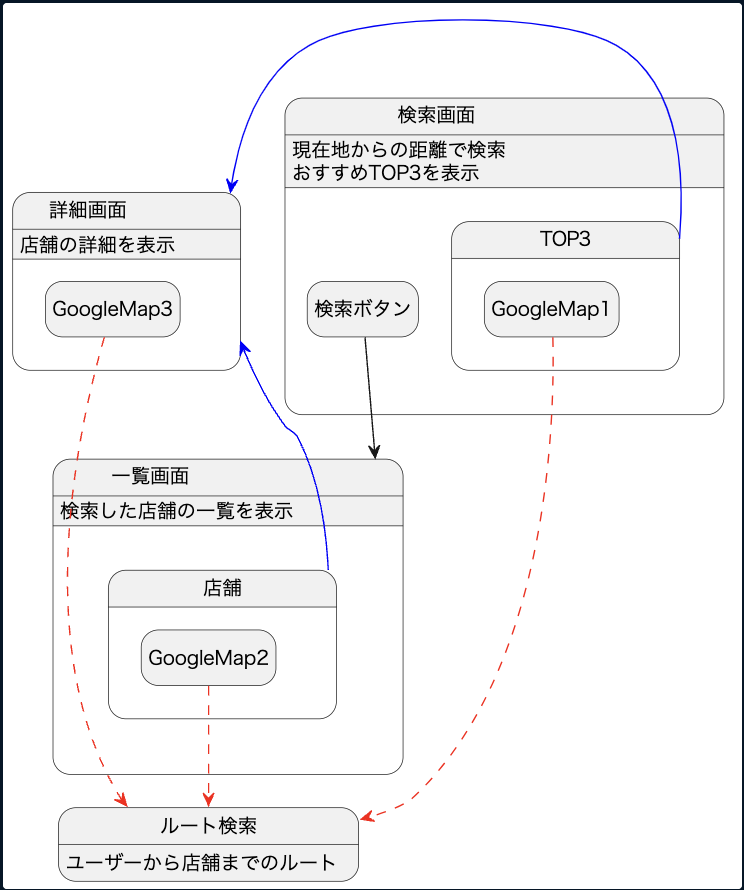 検索画面
現在地からの距離で検索
おすすめTOP3を表示
詳細画面
店舗の詳細を表示
GoogleMap3
TOP3
検索ボタン
GoogleMap1
一覧画面
検索した店舗の一覧を表示
店舗
GoogleMap2
ルート検索
ユーザーから店舗までのルート